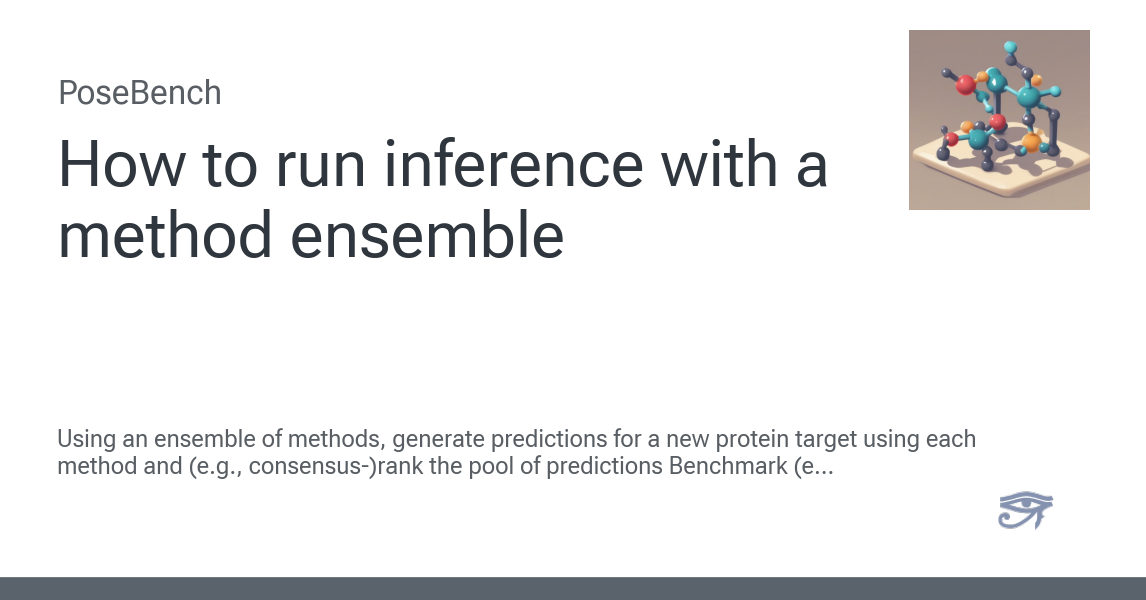 PoseBench
How to run inference with a
method ensemble
Using an ensemble of methods, generate predictions for a new protein target using each
method and (e.g., consensus-)rank the pool of predictions Benchmark (e...